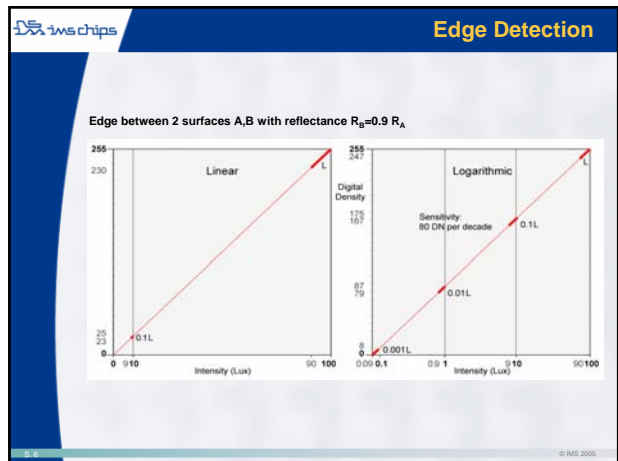 ims chips
Edge Detection
Edge between 2 surfaces A,B with reflectance RB=0.9 RA
255
230
Linear
L
25
23
0.1L
0
0 9 10 90 100
Intensity (Lux)
255
247
Logarithmic
L
Digital
Density
175
167
Sensitivity:
80 DN per decade
0.1L
87
79
0.01L
8
0
0.001L
0.09 0.1 0.9 1 9 10 90 100
Intensity (Lux)
S. 6
© IMS 2005